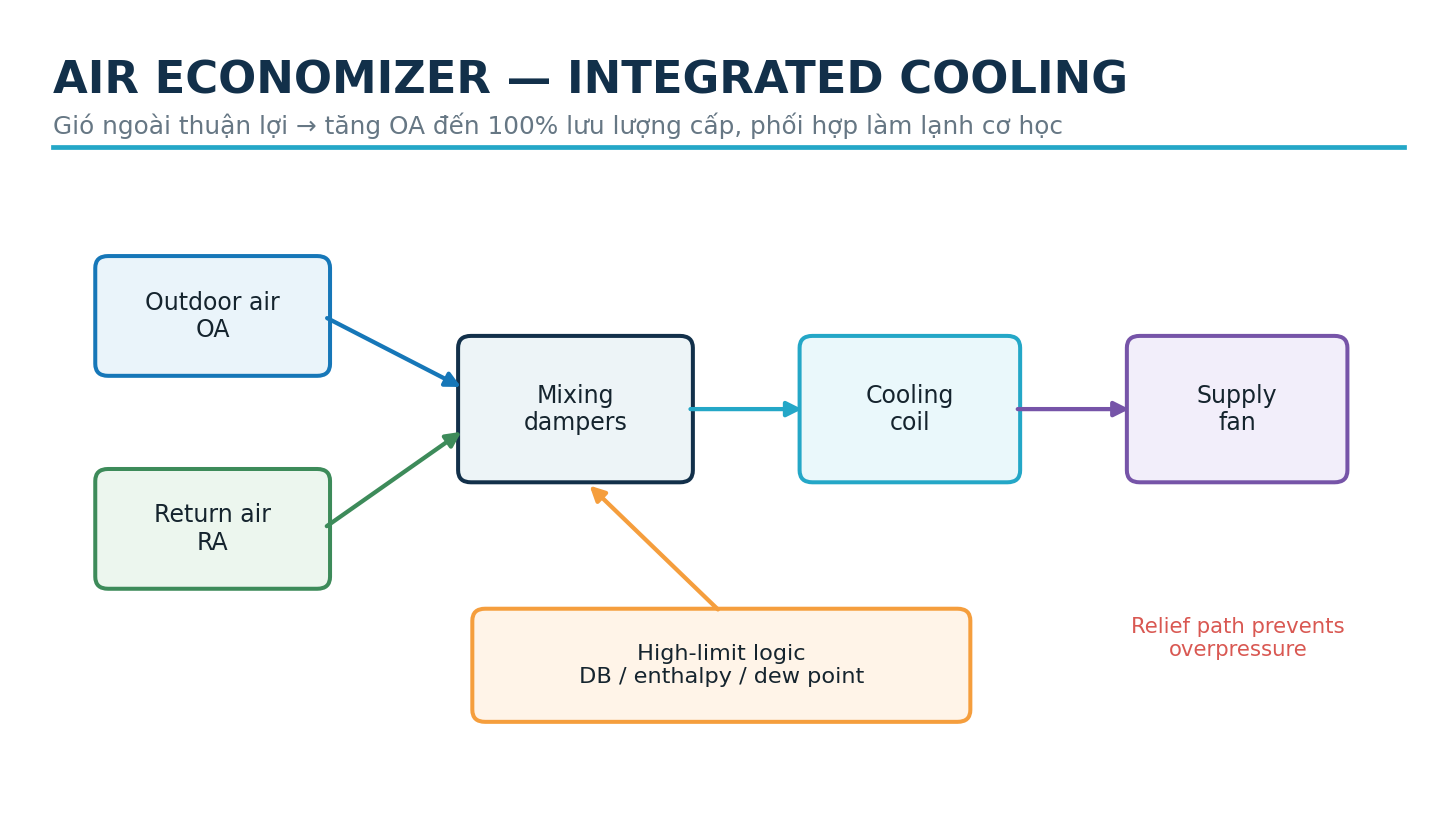 AIR ECONOMIZER — INTEGRATED COOLING
Gió ngoài thuận lợi → tăng OA đến 100% lưu lượng cấp, phối hợp làm lạnh cơ học
Outdoor air
OA
Return air
RA
Mixing
dampers
Cooling
coil
Supply
fan
High-limit logic
DB / enthalpy / dew point
Relief path prevents
overpressure